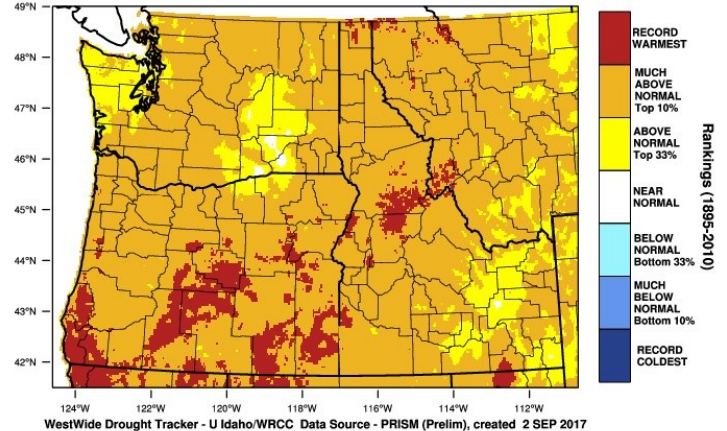 49°N
48°N
47°N
46°N
45°N
44°N
43°N
42°N
124°W 122°W 120°W 118°W 116°W 114°W 112°W
WestWide Drought Tracker - U Idaho/WRCC Data Source - PRISM (Prelim), created 2 SEP 2017
RECORD
WARMEST
MUCH
ABOVE
NORMAL
Top 10%
ABOVE
NORMAL
Top 33%
NEAR
NORMAL
BELOW
NORMAL
Bottom 33%
MUCH
BELOW
NORMAL
Bottom 10%
RECORD
COLDEST
Rankings (1895-2010)